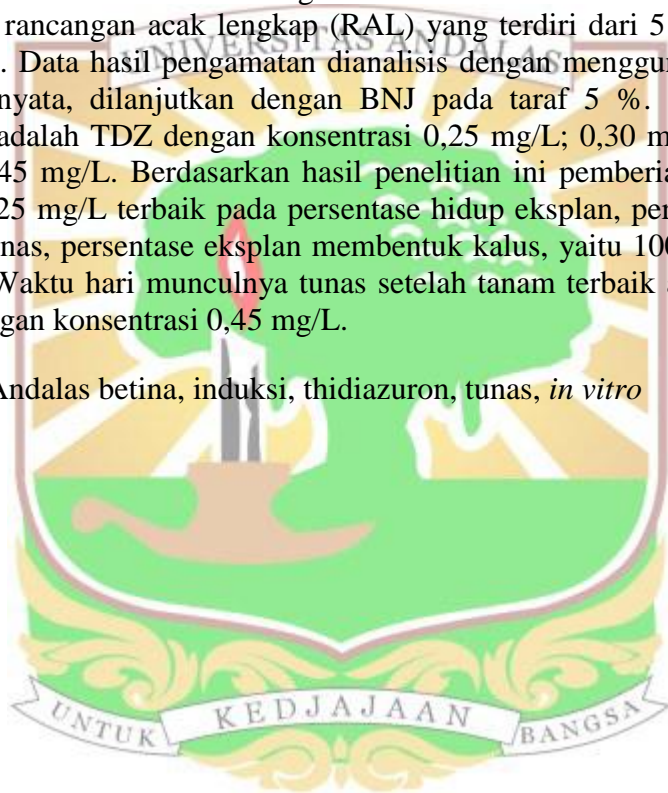 rancangan acak lengkap (RAL) yang terdiri dari 5
UNIVERSITAS ANDALAS
. Data hasil pengamatan dianalisis dengan menggu
nyata, dilanjutkan dengan BNJ pada taraf 5 %.
adalah TDZ dengan konsentrasi 0,25 mg/L; 0,30 m
45 mg/L. Berdasarkan hasil penelitian ini pemberia
25 mg/L terbaik pada persentase hidup eksplan, per
nas, persentase eksplan membentuk kalus, yaitu 100
Waktu hari munculnya tunas setelah tanam terbaik
gan konsentrasi 0,45 mg/L.
Andalas betina, induksi, thidiazuron, tunas, in vitro
UNTUK KEDJAJAAN BANGSA